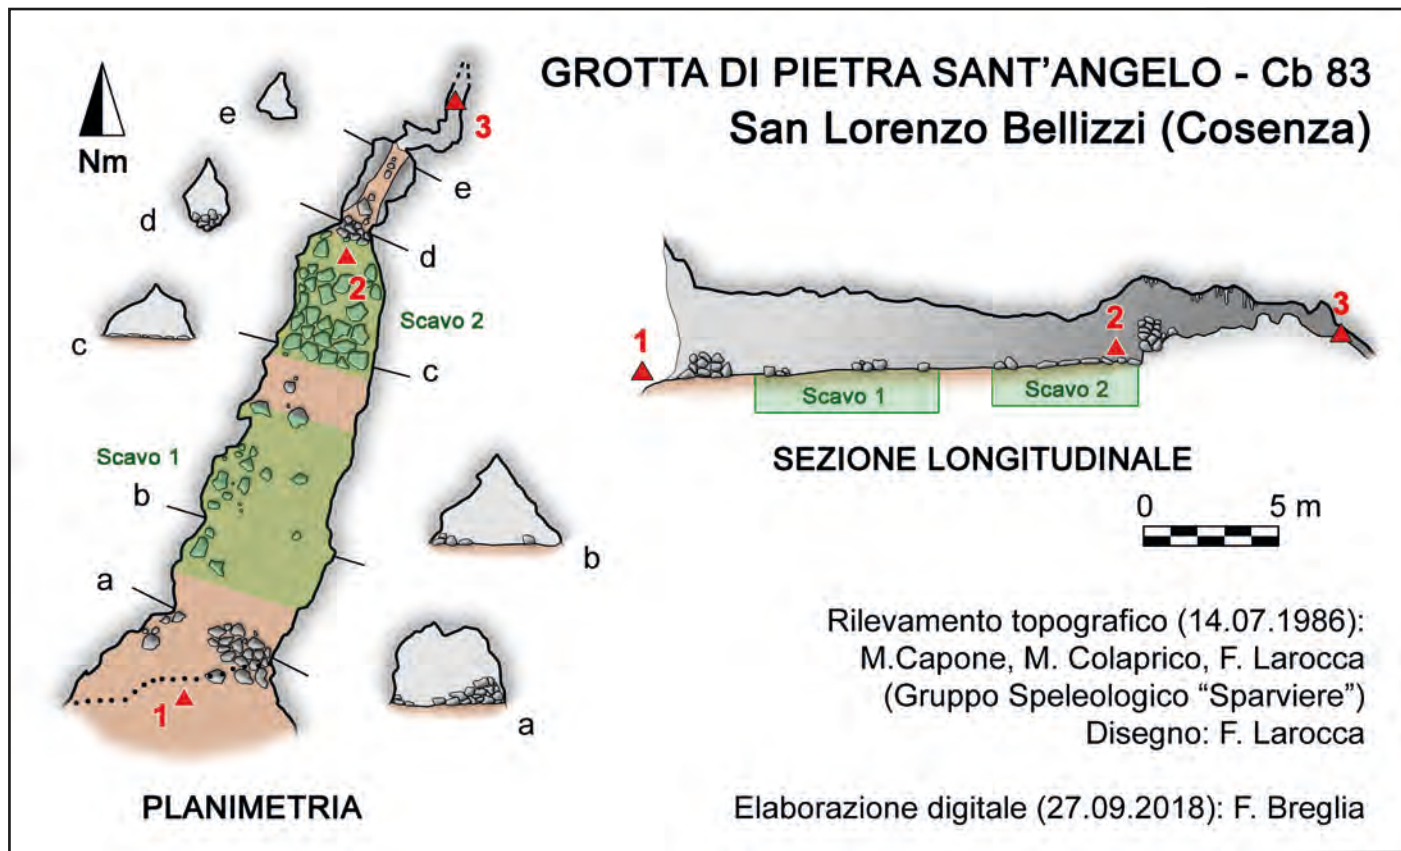 GROTTA DI PIETRA SANT'ANGELO - Cb 83
San Lorenzo Bellizzi (Cosenza)
Nm
e
d
c
3
e
d
2
Scavo 2
c
Scavo 1
b
a
b
1
a
PLANIMETRIA
1
2
3
Scavo 1
Scavo 2
SEZIONE LONGITUDINALE
0 5 m
Rilevamento topografico (14.07.1986):
M.Capone, M. Colaprico, F. Larocca
(Gruppo Speleologico “Sparviere”)
Disegno: F. Larocca
Elaborazione digitale (27.09.2018): F. Breglia